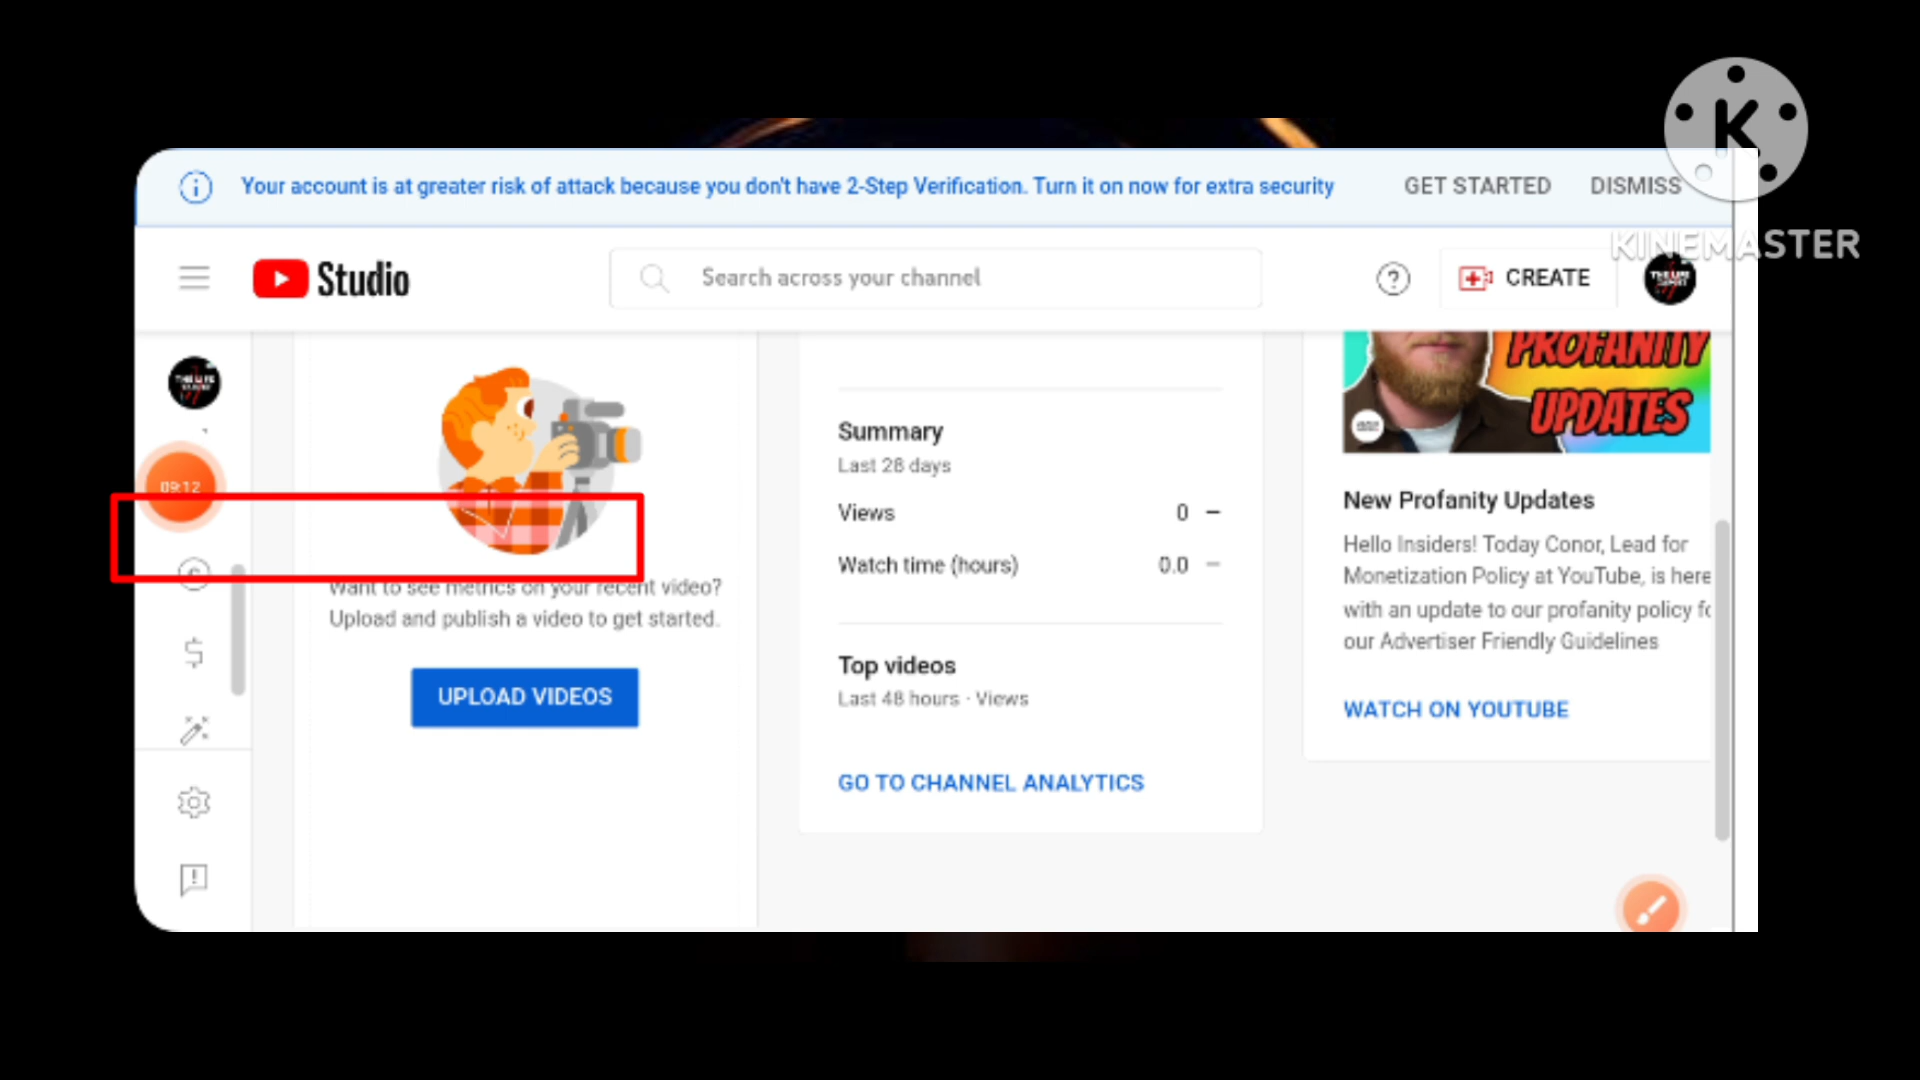 Your account is at greater risk of attack because you don't have 2-Step Verification. Turn it on now for extra security
GET STARTED
DISMISS
K
KINEMASTER
Studio
Search across your channel
CREATE
THE LIFE
THE LIFE
09:12
Want to see metrics on your recent video?
Upload and publish a video to get started.
UPLOAD VIDEOS
Summary
Last 28 days
Views 0 –
Watch time (hours) 0.0 –
Top videos
Last 48 hours · Views
GO TO CHANNEL ANALYTICS
PROFANITY
UPDATES
New Profanity Updates
Hello Insiders! Today Conor, Lead for
Monetization Policy at YouTube, is here
with an update to our profanity policy
our Advertiser Friendly Guidelines
WATCH ON YOUTUBE